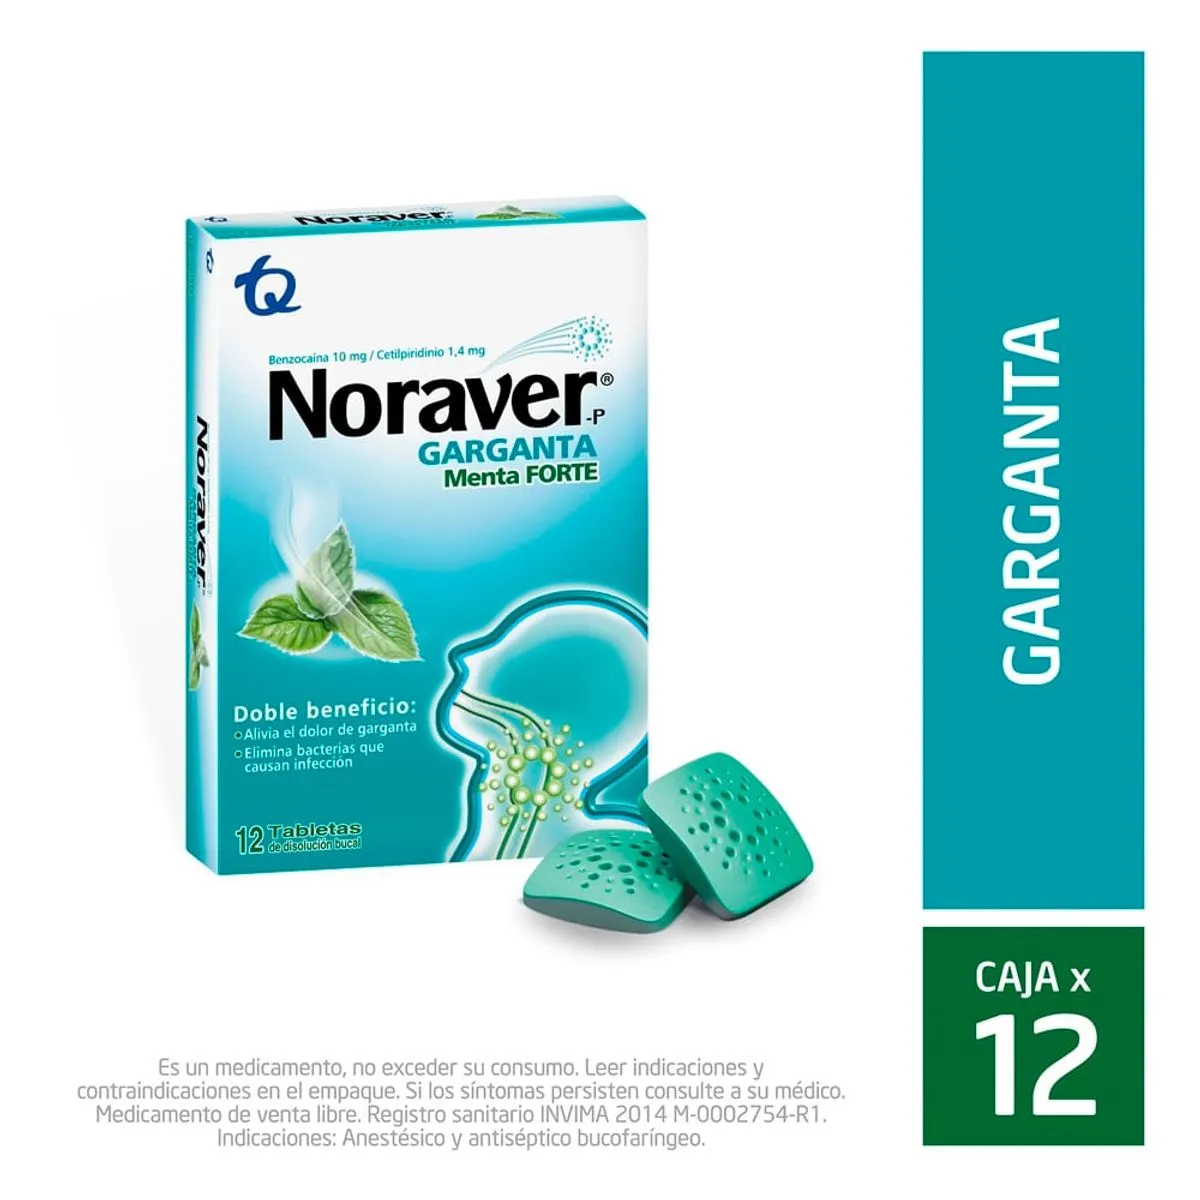 Noraver
TQ
Benzocaína 10 mg / Cetilpiridinio 1,4 mg
Noraver®-P
GARGANTA
Menta FORTE
Noraver
Doble beneficio:
Alivia el dolor de garganta
Elimina bacterias que
causan infección
12 Tabletas
de disolución bucal
GARGANTA
CAJA x
12
Es un medicamento, no exceder su consumo. Leer indicaciones y
contraindicaciones en el empaque. Si los síntomas persisten consulte a su médico.
Medicamento de venta libre. Registro sanitario INVIMA 2014 M-0002754-R1.
Indicaciones: Anestésico y antiséptico bucofaríngeo.